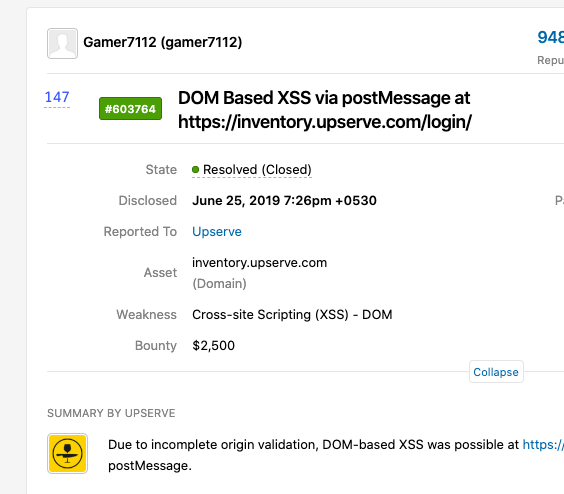 Gamer7112 (gamer7112)
948
Repu
147
#603764
DOM Based XSS via postMessage at
https://inventory.upserve.com/login/
State Resolved (Closed)
Disclosed June 25, 2019 7:26pm +0530
Pa
Reported To Upserve
Asset inventory.upserve.com
(Domain)
Weakness Cross-site Scripting (XSS) - DOM
Bounty $2,500
Collapse
SUMMARY BY UPSERVE
Due to incomplete origin validation, DOM-based XSS was possible at https:/
postMessage.